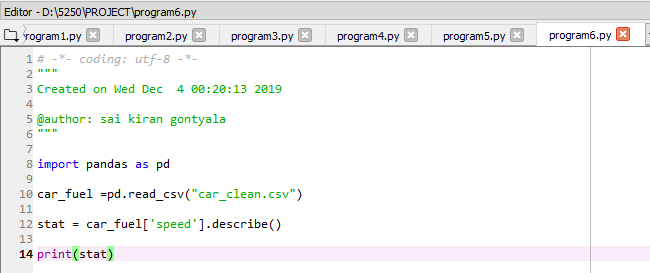 Editor - D:\5250\PROJECT\program6.py
rogram1.py program2.py program3.py program4.py program5.py program6.py
1 # -*- coding: utf-8 -*-
2 """
3 Created on Wed Dec  4 00:20:13 2019
4
5 @author: sai kiran gontyala
6 """
7
8 import pandas as pd
9
10 car_fuel =pd.read_csv("car_clean.csv")
11
12 stat = car_fuel['speed'].describe()
13
14 print(stat)